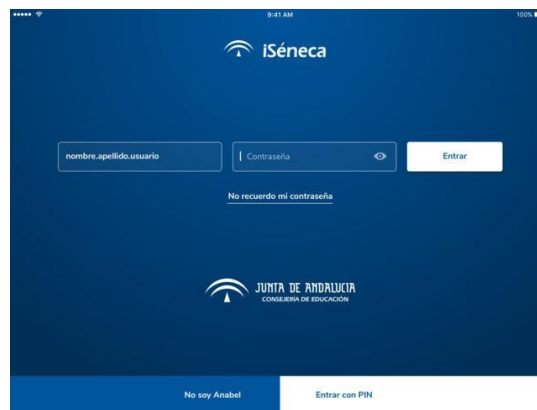 9:41 AM
100%
iSéneca
nombre.apellido.usuario
Contraseña
Entrar
No recuerdo mi contraseña
JUNTA DE ANDALUCIA
CONSEJERÍA DE EDUCACIÓN
No soy Anabel
Entrar con PIN